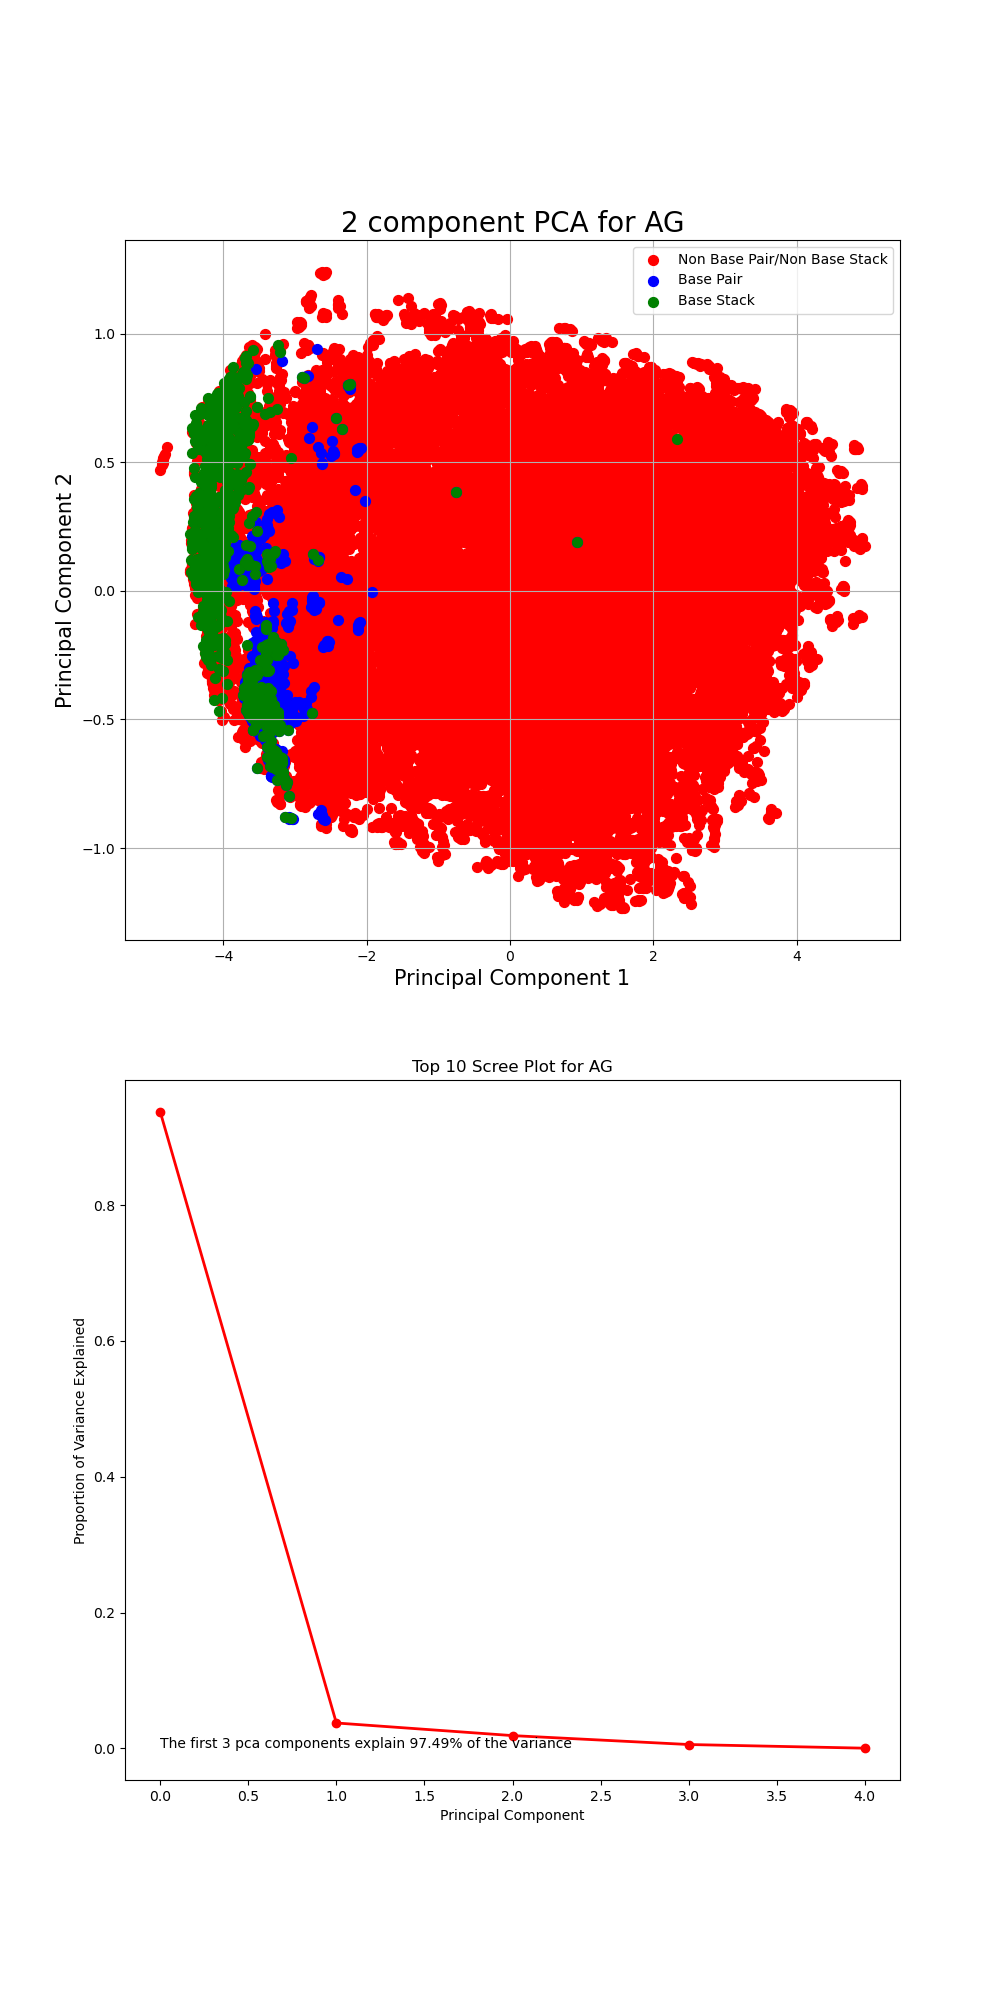 2 component PCA for AG
Non Base Pair/Non Base Stack
Base Pair
Base Stack
1.0
0.5
0.0
−0.5
−1.0
Principal Component 2
−4
−2
0
2
4
Principal Component 1
Top 10 Scree Plot for AG
0.8
0.6
0.4
0.2
0.0
Proportion of Variance Explained
The first 3 pca components explain 97.49% of the variance
0.0
0.5
1.0
1.5
2.0
2.5
3.0
3.5
4.0
Principal Component